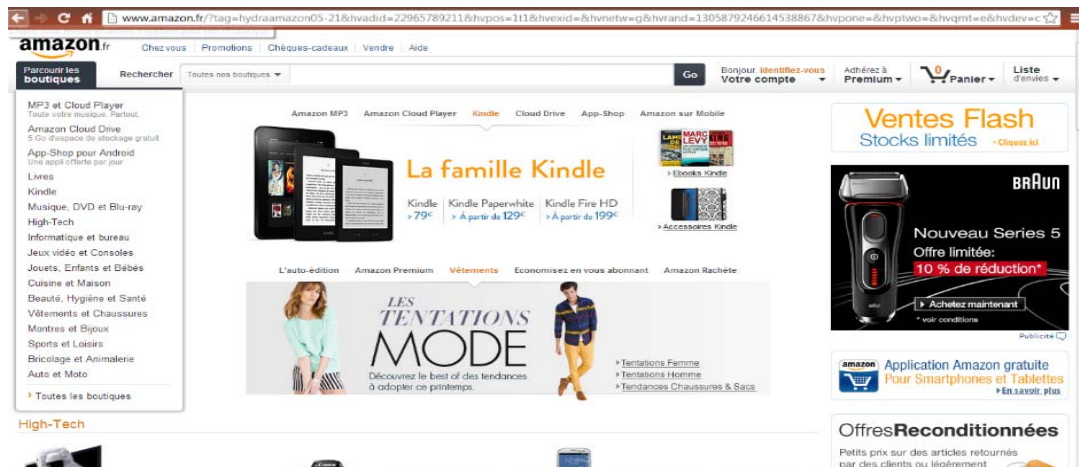 www.amazon.fr/?tag=hydraamazon05-21&hvadid=22965789211&hvpos=1t1&hvexid=&hvnetw=g&hvrand=1305879246614538867&hvpone=&hvptwo=&hvqmt=e&hvdev=c
amazon.fr
Chez vous Promotions Chèques-cadeaux Vendre Aide
Parcourir les
boutiques
Rechercher
Toutes nos boutiques
Go
Bonjour. Identifiez-vous
Votre compte
Adhérez à
Premium
0
Panier
Liste
d'envies
MP3 et Cloud Player
Toute votre musique. Partout.
Amazon Cloud Drive
5 Go d'espace de stockage gratuit
App-Shop pour Android
Une appli offerte par jour
Livres
Kindle
Musique, DVD et Blu-ray
High-Tech
Informatique et bureau
Jeux vidéo et Consoles
Jouets, Enfants et Bébés
Cuisine et Maison
Beauté, Hygiène et Santé
Vêtements et Chaussures
Montres et Bijoux
Sports et Loisirs
Bricolage et Animalerie
Auto et Moto
Toutes les boutiques
Amazon MP3 Amazon Cloud Player Kindle Cloud Drive App-Shop Amazon sur Mobile
La famille Kindle
Kindle Kindle Paperwhite Kindle Fire HD
79€ À partir de 129€ À partir de 199€
MARC
LEVY
KING
Ebooks Kindle
Accessoires Kindle
L'auto-édition Amazon Premium Vêtements Economisez en vous abonnant Amazon Rachète
LES
TENTATIONS
MODE
Découvrez le best of des tendances
à adopter ce printemps.
Tentations Femme
Tentations Homme
Tendances Chaussures & Sacs
Ventes Flash
Stocks limités
Cliquez ici
BRAUN
Nouveau Series 5
Offre limitée:
10 % de réduction*
Achetez maintenant
* voir conditions
Publicité
amazon
Application Amazon gratuite
Pour Smartphones et Tablettes
En savoir plus
High-Tech
OffresReconditionnées
Petits prix sur des articles retournés
par des clients ou légèrement